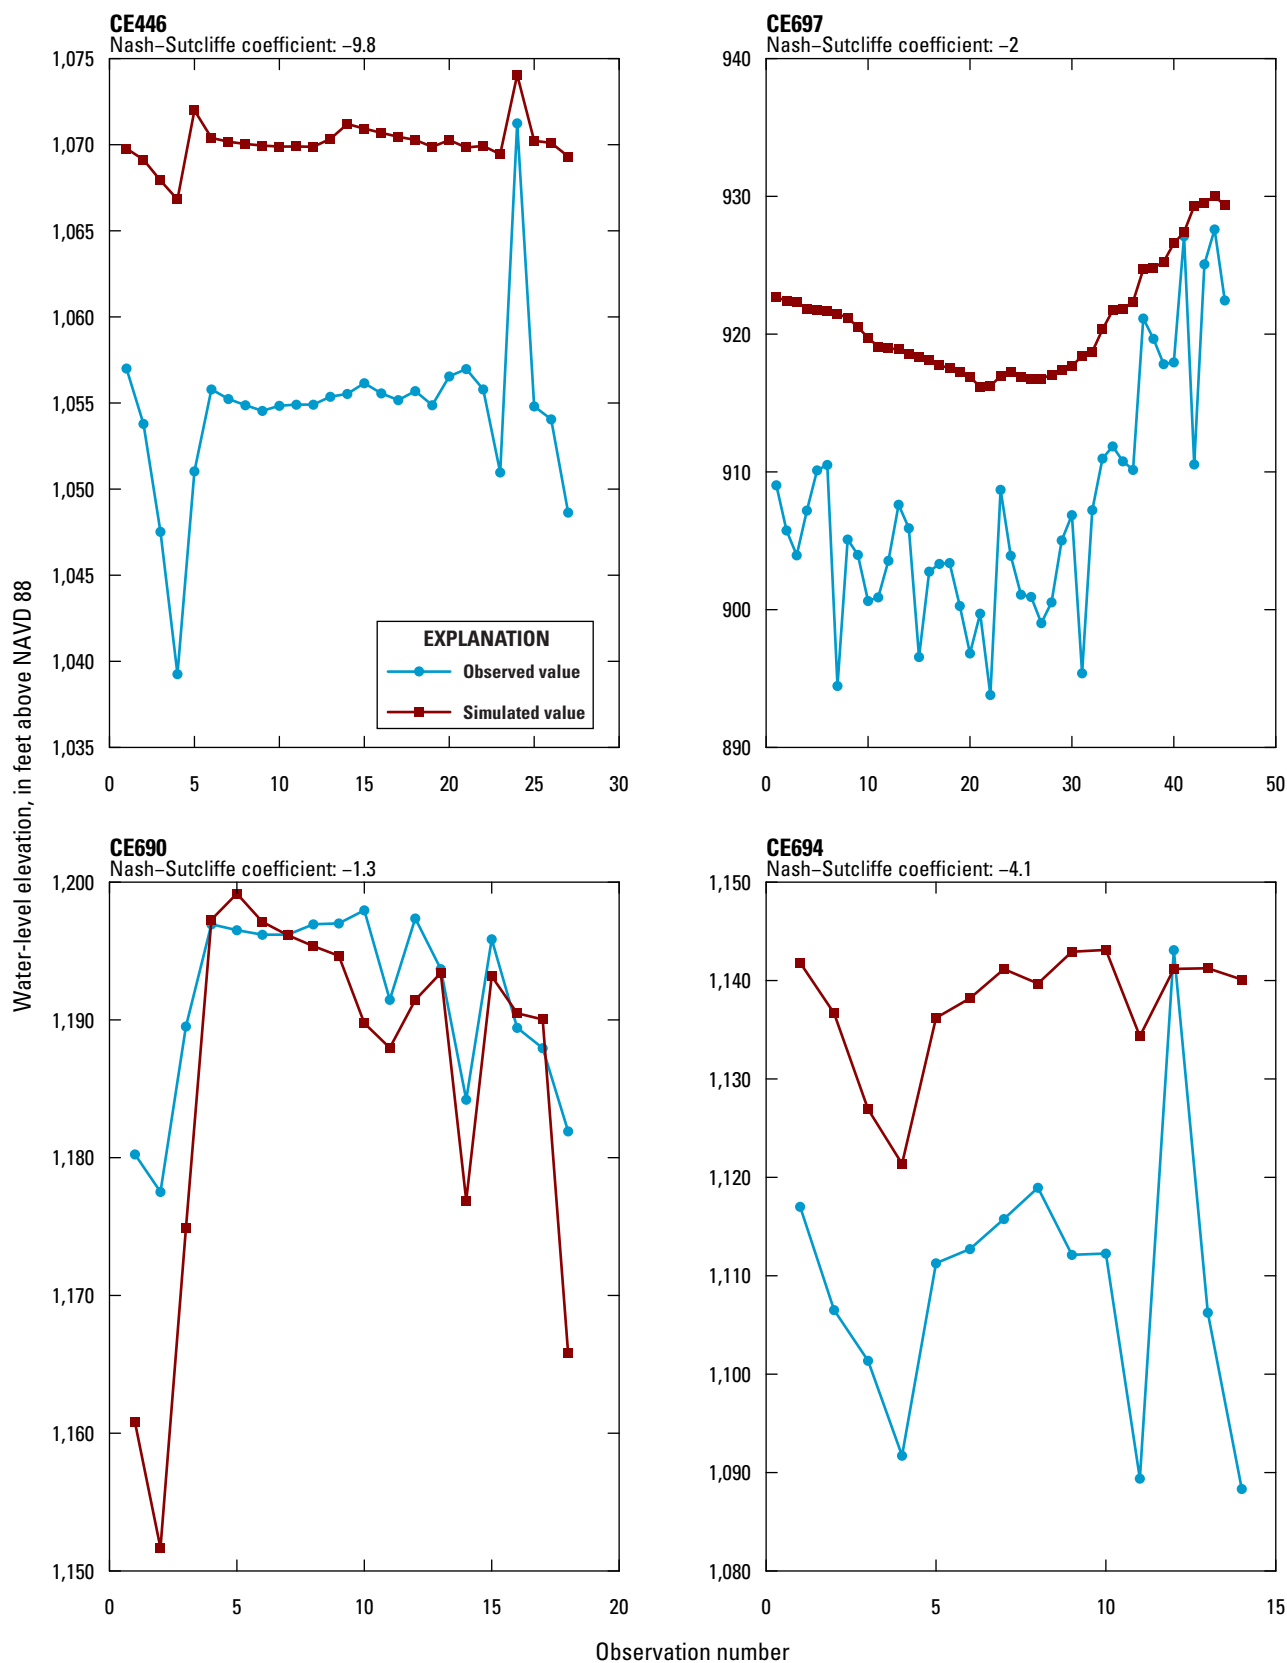 CE446
Nash–Sutcliffe coefficient: –9.8
1,075
1,070
1,065
1,060
1,055
1,050
1,045
1,040
1,035
0 5 10 15 20 25 30
EXPLANATION
Observed value
Simulated value
CE697
Nash–Sutcliffe coefficient: –2
940
930
920
910
900
890
0 10 20 30 40 50
Water-level elevation, in feet above NAVD 88
CE690
Nash–Sutcliffe coefficient: –1.3
1,200
1,190
1,180
1,170
1,160
1,150
0 5 10 15 20
CE694
Nash–Sutcliffe coefficient: –4.1
1,150
1,140
1,130
1,120
1,110
1,100
1,090
1,080
0 5 10 15
Observation number